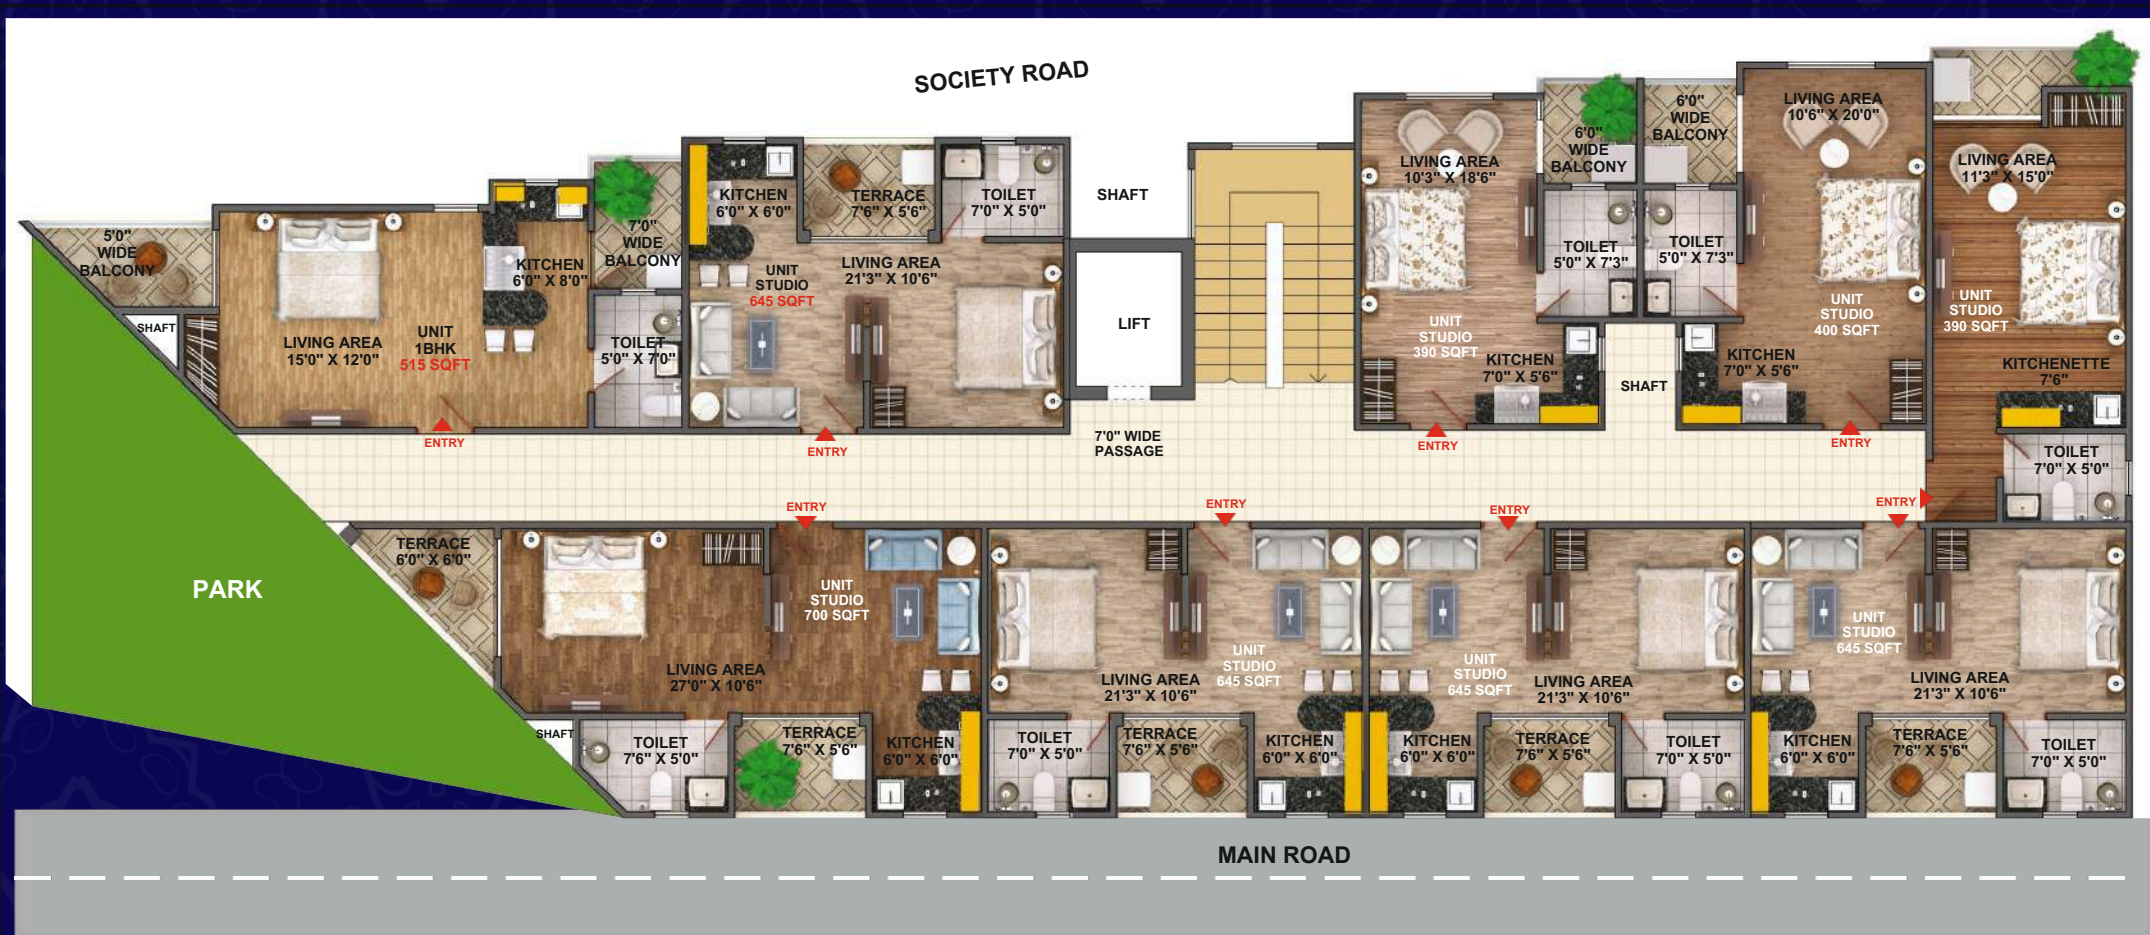 SOCIETY ROAD
5'0"
WIDE
BALCONY
SHAFT
LIVING AREA
15'0" X 12'0"
UNIT
1BHK
515 SQFT
KITCHEN
6'0" X 8'0"
7'0"
WIDE
BALCONY
TOILET
5'0" X 7'0"
ENTRY
KITCHEN
6'0" X 6'0"
TERRACE
7'6" X 5'6"
TOILET
7'0" X 5'0"
UNIT
STUDIO
645 SQFT
LIVING AREA
21'3" X 10'6"
ENTRY
SHAFT
LIFT
7'0" WIDE
PASSAGE
LIVING AREA
10'3" X 18'6"
6'0"
WIDE
BALCONY
TOILET
5'0" X 7'3"
UNIT
STUDIO
390 SQFT
KITCHEN
7'0" X 5'6"
ENTRY
SHAFT
6'0"
WIDE
BALCONY
LIVING AREA
10'6" X 20'0"
TOILET
5'0" X 7'3"
UNIT
STUDIO
400 SQFT
KITCHEN
7'0" X 5'6"
ENTRY
LIVING AREA
11'3" X 15'0"
UNIT
STUDIO
390 SQFT
KITCHENETTE
7'6"
TOILET
7'0" X 5'0"
ENTRY
PARK
TERRACE
6'0" X 6'0"
ENTRY
UNIT
STUDIO
700 SQFT
LIVING AREA
27'0" X 10'6"
SHAFT
TOILET
7'6" X 5'0"
TERRACE
7'6" X 5'6"
KITCHEN
6'0" X 6'0"
ENTRY
UNIT
STUDIO
645 SQFT
LIVING AREA
21'3" X 10'6"
TOILET
7'0" X 5'0"
TERRACE
7'6" X 5'6"
KITCHEN
6'0" X 6'0"
ENTRY
UNIT
STUDIO
645 SQFT
LIVING AREA
21'3" X 10'6"
KITCHEN
6'0" X 6'0"
TERRACE
7'6" X 5'6"
TOILET
7'0" X 5'0"
UNIT
STUDIO
645 SQFT
LIVING AREA
21'3" X 10'6"
KITCHEN
6'0" X 6'0"
TERRACE
7'6" X 5'6"
TOILET
7'0" X 5'0"
MAIN ROAD